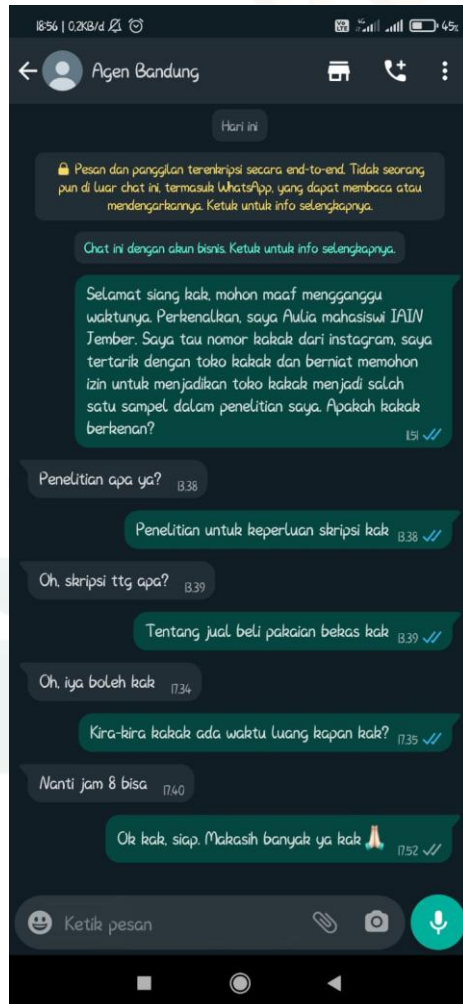 18:56 | 0,2KB/d
45%
Agen Bandung
Hari ini
Pesan dan panggilan terenkripsi secara end-to-end. Tidak seorang
pun di luar chat ini, termasuk WhatsApp, yang dapat membaca atau
mendengarkannya. Ketuk untuk info selengkapnya.
Chat ini dengan akun bisnis. Ketuk untuk info selengkapnya.
Selamat siang kak, mohon maaf mengganggu
waktunya. Perkenalkan, saya Aulia mahasiswi IAIN
Jember. Saya tau nomor kakak dari instagram, saya
tertarik dengan toko kakak dan berniat memohon
izin untuk menjadikan toko kakak menjadi salah
satu sampel dalam penelitian saya. Apakah kakak
berkenan?
11.51
Penelitian apa ya? 13.38
Penelitian untuk keperluan skripsi kak 13.38
Oh, skripsi ttg apa? 13.39
Tentang jual beli pakaian bekas kak 13.39
Oh, iya boleh kak 17.34
Kira-kira kakak ada waktu luang kapan kak? 17.35
Nanti jam 8 bisa 17.40
Ok kak, siap. Makasih banyak ya kak 🙏🏻 17.52
Ketik pesan